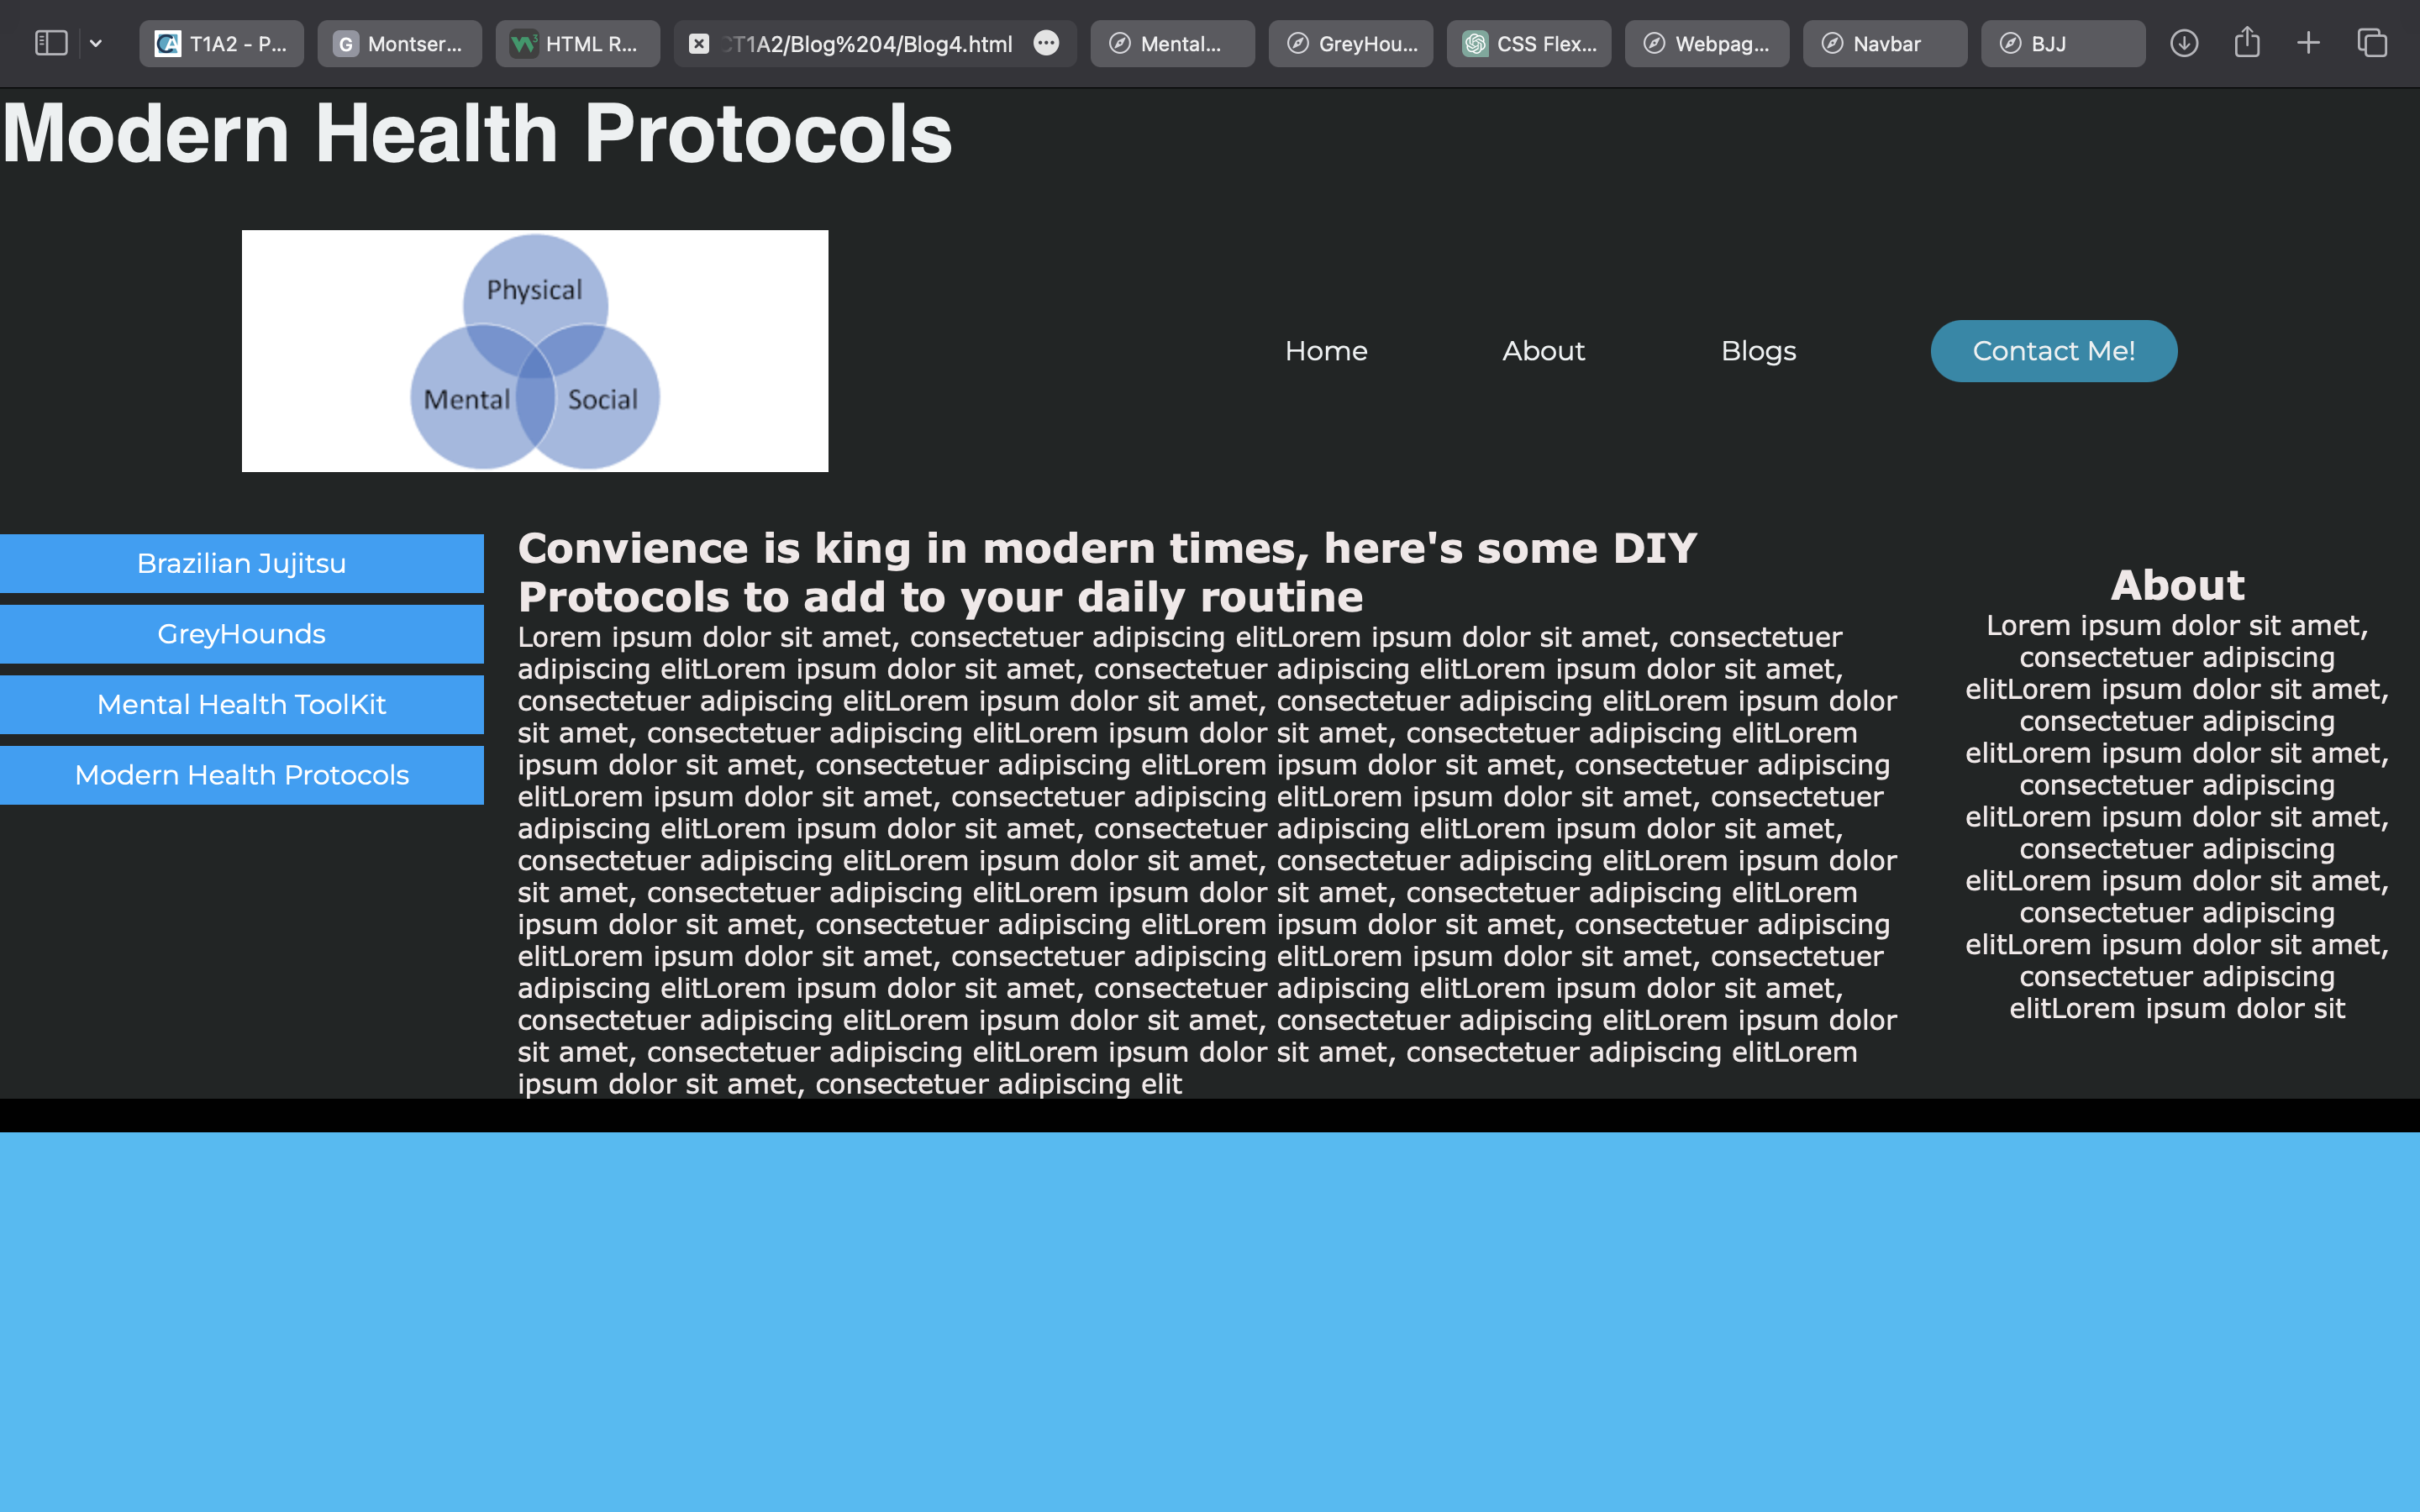 T1A2 - P...
G Montser...
HTML R...
T1A2/Blog%204/Blog4.html
Mental...
GreyHou...
CSS Flex...
Webpag...
Navbar
BJJ
Modern Health Protocols
Physical
Mental Social
Home About Blogs Contact Me!
Brazilian Jujitsu
GreyHounds
Mental Health ToolKit
Modern Health Protocols
Convience is king in modern times, here's some DIY
Protocols to add to your daily routine
Lorem ipsum dolor sit amet, consectetuer adipiscing elitLorem ipsum dolor sit amet, consectetuer
adipiscing elitLorem ipsum dolor sit amet, consectetuer adipiscing elitLorem ipsum dolor sit amet,
consectetuer adipiscing elitLorem ipsum dolor sit amet, consectetuer adipiscing elitLorem ipsum dolor
sit amet, consectetuer adipiscing elitLorem ipsum dolor sit amet, consectetuer adipiscing elitLorem
ipsum dolor sit amet, consectetuer adipiscing elitLorem ipsum dolor sit amet, consectetuer adipiscing
elitLorem ipsum dolor sit amet, consectetuer adipiscing elitLorem ipsum dolor sit amet, consectetuer
adipiscing elitLorem ipsum dolor sit amet, consectetuer adipiscing elitLorem ipsum dolor sit amet,
consectetuer adipiscing elitLorem ipsum dolor sit amet, consectetuer adipiscing elitLorem ipsum dolor
sit amet, consectetuer adipiscing elitLorem ipsum dolor sit amet, consectetuer adipiscing elitLorem
ipsum dolor sit amet, consectetuer adipiscing elitLorem ipsum dolor sit amet, consectetuer adipiscing
elitLorem ipsum dolor sit amet, consectetuer adipiscing elitLorem ipsum dolor sit amet, consectetuer
adipiscing elitLorem ipsum dolor sit amet, consectetuer adipiscing elitLorem ipsum dolor sit amet,
consectetuer adipiscing elitLorem ipsum dolor sit amet, consectetuer adipiscing elitLorem ipsum dolor
sit amet, consectetuer adipiscing elitLorem ipsum dolor sit amet, consectetuer adipiscing elitLorem
ipsum dolor sit amet, consectetuer adipiscing elit
About
Lorem ipsum dolor sit amet,
consectetuer adipiscing
elitLorem ipsum dolor sit amet,
consectetuer adipiscing
elitLorem ipsum dolor sit amet,
consectetuer adipiscing
elitLorem ipsum dolor sit amet,
consectetuer adipiscing
elitLorem ipsum dolor sit amet,
consectetuer adipiscing
elitLorem ipsum dolor sit amet,
consectetuer adipiscing
elitLorem ipsum dolor sit